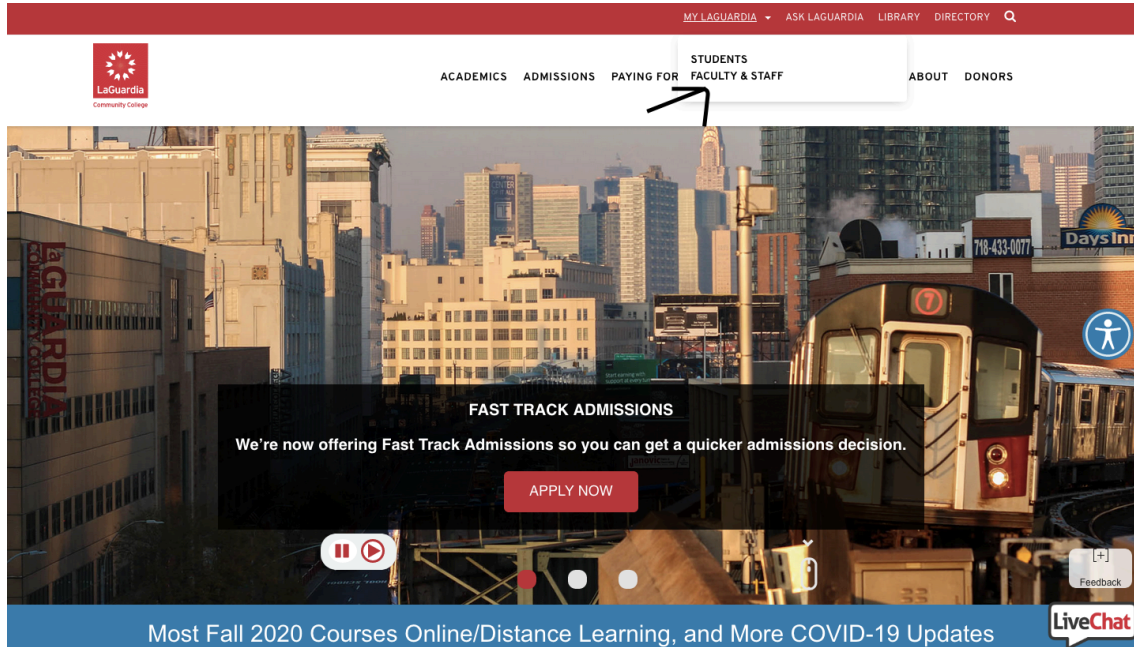 MY LAGUARDIA ASK LAGUARDIA LIBRARY DIRECTORY
STUDENTS
FACULTY & STAFF
LaGuardia
Community College
ACADEMICS ADMISSIONS PAYING FOR ABOUT DONORS
718-433-0077
Days Inn
LAGUARDIA
COMMUNITY COLLEGE
7
FAST TRACK ADMISSIONS
We're now offering Fast Track Admissions so you can get a quicker admissions decision.
APPLY NOW
[+]
Feedback
Most Fall 2020 Courses Online/Distance Learning, and More COVID-19 Updates
LiveChat